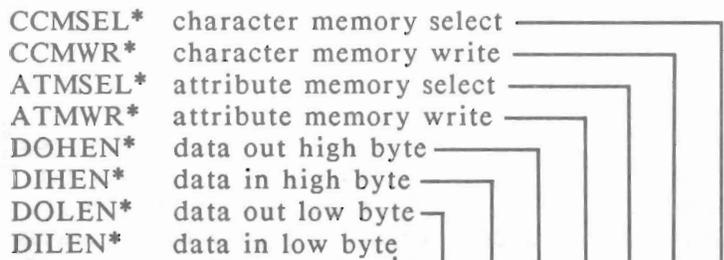 CCMSEL* character memory select
CCMWR* character memory write
ATMSEL* attribute memory select
ATMWR* attribute memory write
DOHEN* data out high byte
DIHEN* data in high byte
DOLEN* data out low byte
DILEN* data in low byte